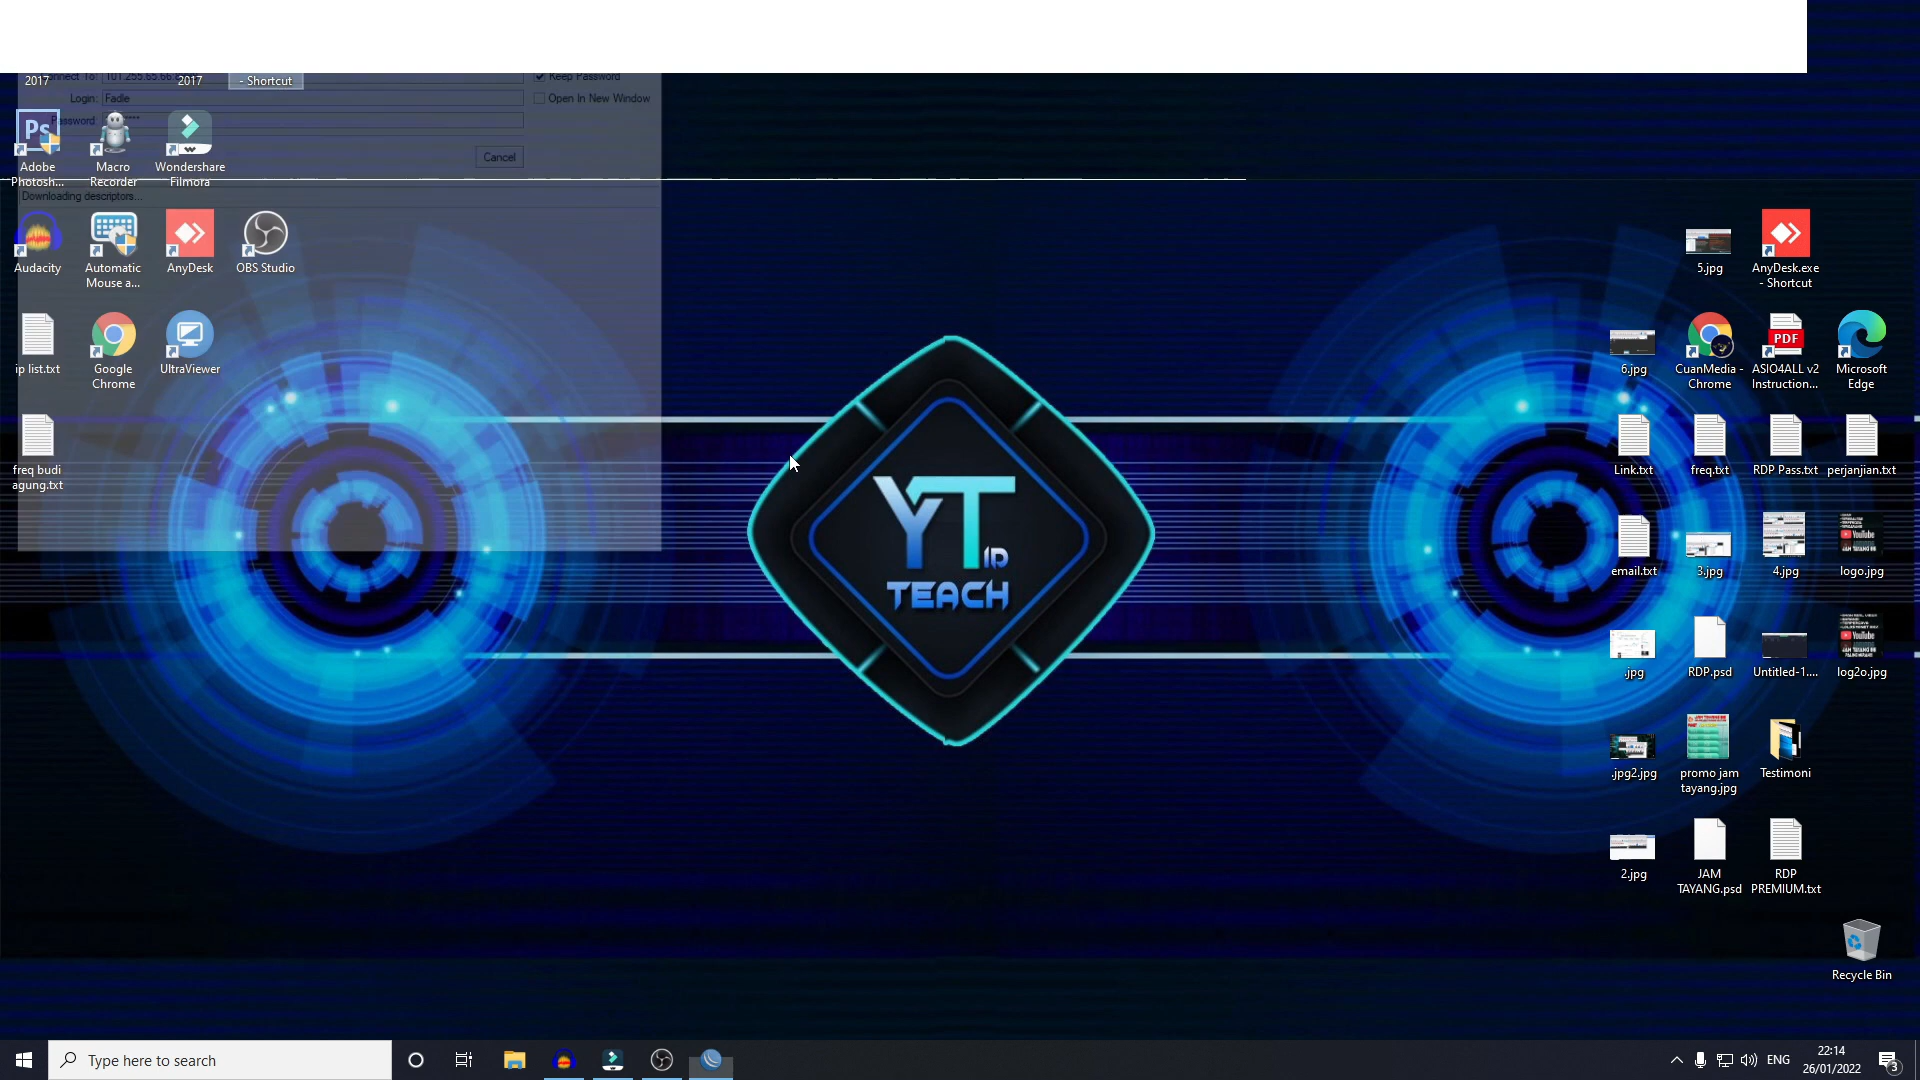 2017
2017
- Shortcut
Keep Password
Login: Fadle
Open In New Window
Password
Cancel
Adobe
Photosh...
Macro
Recorder
Wondershare
Filmora
Downloading descriptors...
Audacity
Automatic
Mouse a...
AnyDesk
OBS Studio
ip list.txt
Google
Chrome
UltraViewer
freq budi
agung.txt
YT
ID
TEACH
5.jpg
AnyDesk.exe
- Shortcut
6.jpg
CuanMedia -
Chrome
PDF
ASIO4ALL v2
Instruction...
Microsoft
Edge
Link.txt
freq.txt
RDP Pass.txt
perjanjian.txt
email.txt
3.jpg
4.jpg
logo.jpg
.jpg
RDP.psd
Untitled-1....
log2o.jpg
.jpg2.jpg
promo jam
tayang.jpg
Testimoni
2.jpg
JAM
TAYANG.psd
RDP
PREMIUM.txt
Recycle Bin
Type here to search
ENG
22:14
26/01/2022
3